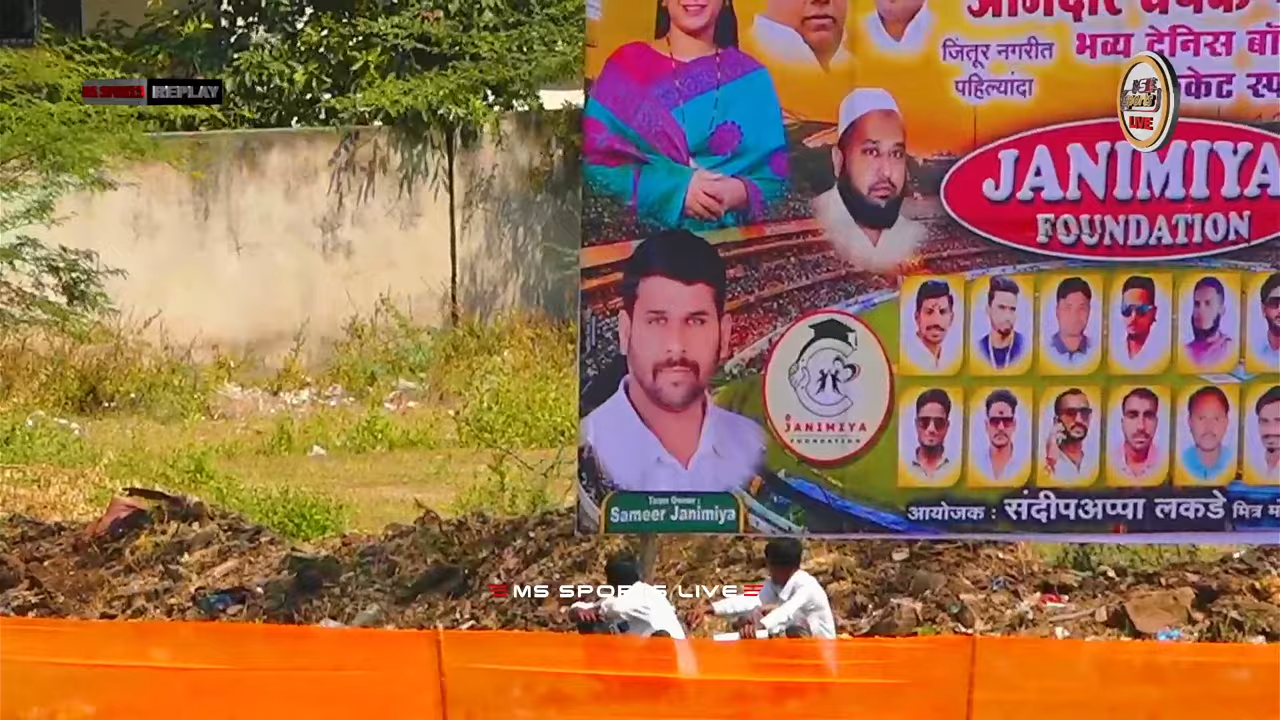 MS SPORTS REPLAY
जिंतूर नगरीत
पहिल्यांदा
भव्य टेनिस
LIVE
JANIMIYA
FOUNDATION
JANIMIYA
FOUNDATION
Team Owner :
Sameer Janimiya
आयोजक : संदीपअप्पा लकडे मित्र
MS SPORTS LIVE